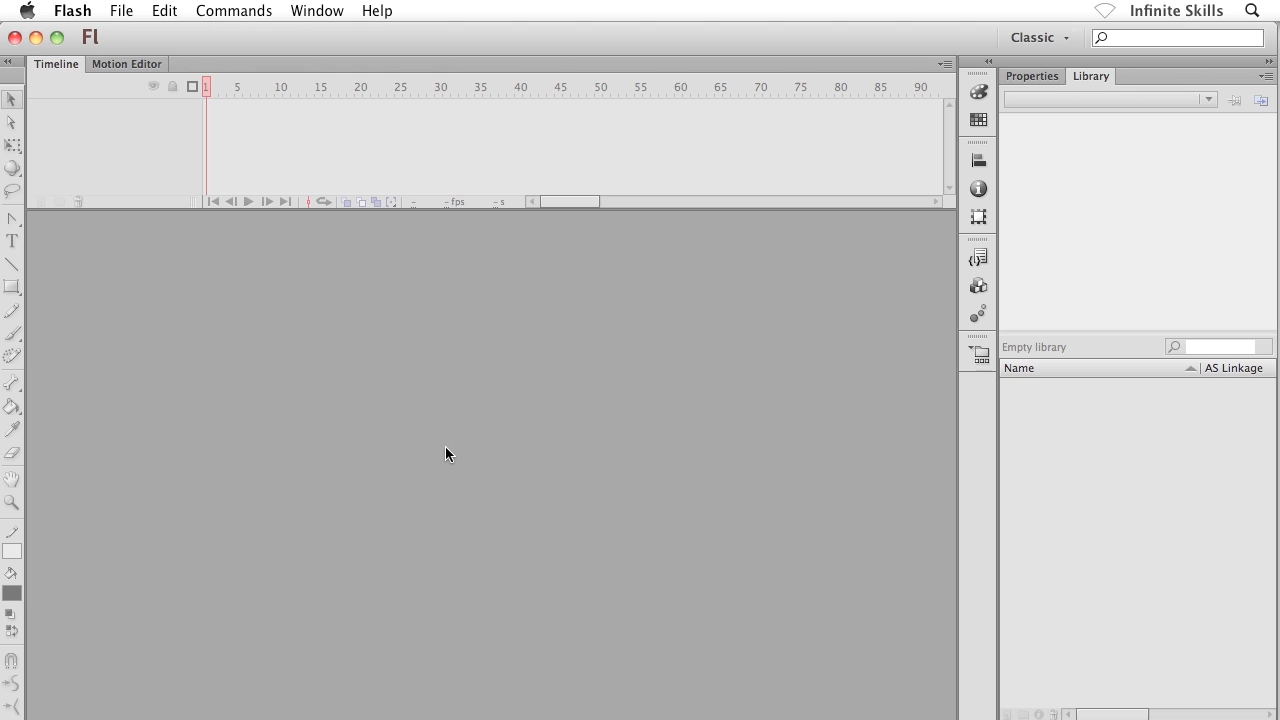 Flash File Edit Commands Window Help Infinite Skills
Fl Classic
Timeline Motion Editor
Properties Library
1 5 10 15 20 25 30 35 40 45 50 55 60 65 70 75 80 85 90
-- -- fps -- s
Empty library
Name AS Linkage
T